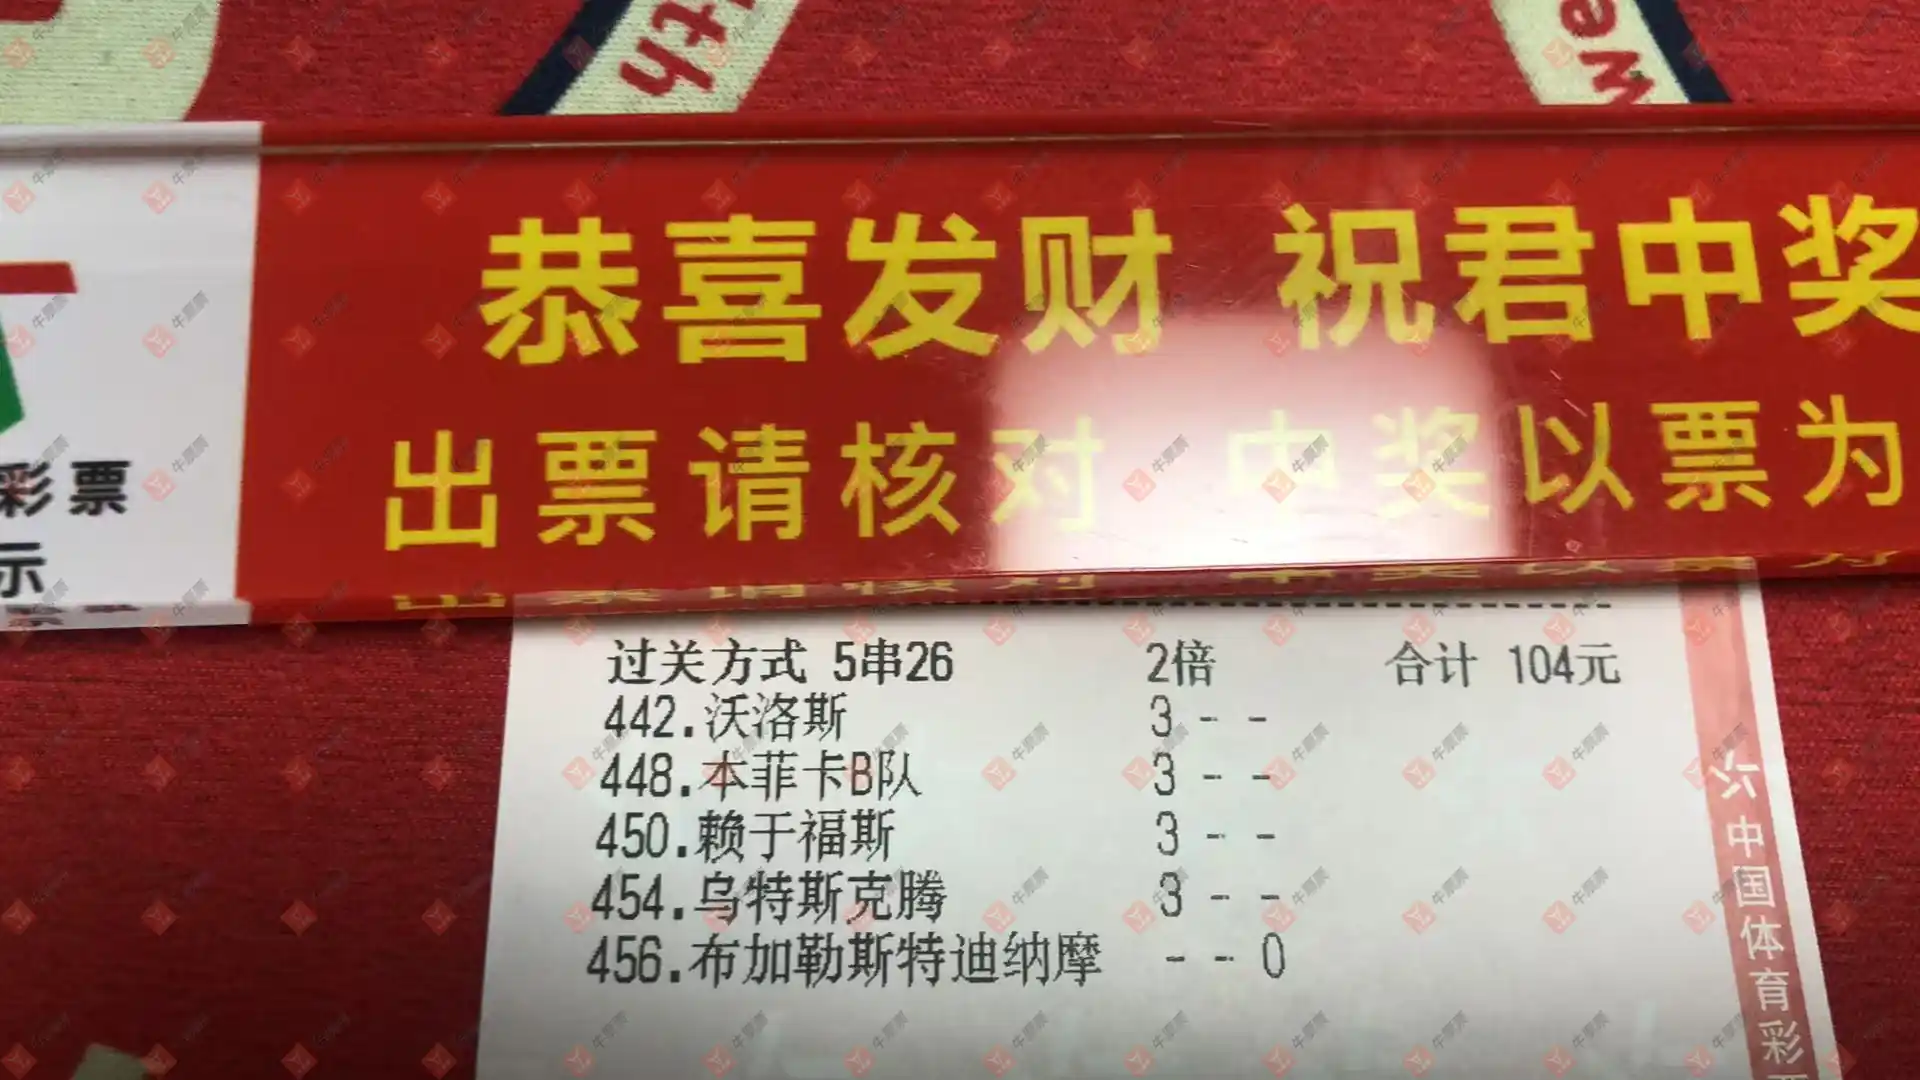 th
We
恭喜发财 祝君中奖
出票请核对 中奖以票为
彩票
示
过关方式 5串26 2倍 合计 104元
442.沃洛斯 3 - -
448.本菲卡B队 3 - -
450.赖于福斯 3 - -
454.乌特斯克腾 3 - -
456.布加勒斯特迪纳摩 - - 0
中国体育彩